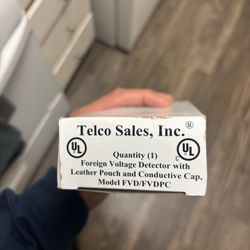 Telco Sales, Inc.®
UL
Quantity (1)
C UL
Foreign Voltage Detector with
Leather Pouch and Conductive Cap.
Model FVD/FVDPC